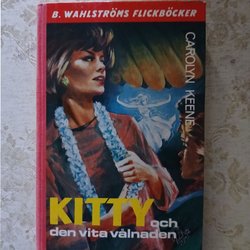 B. WAHLSTRÖMS FLICKBÖCKER
CAROLYN KEENE
KITTY och
den vita vålnaden